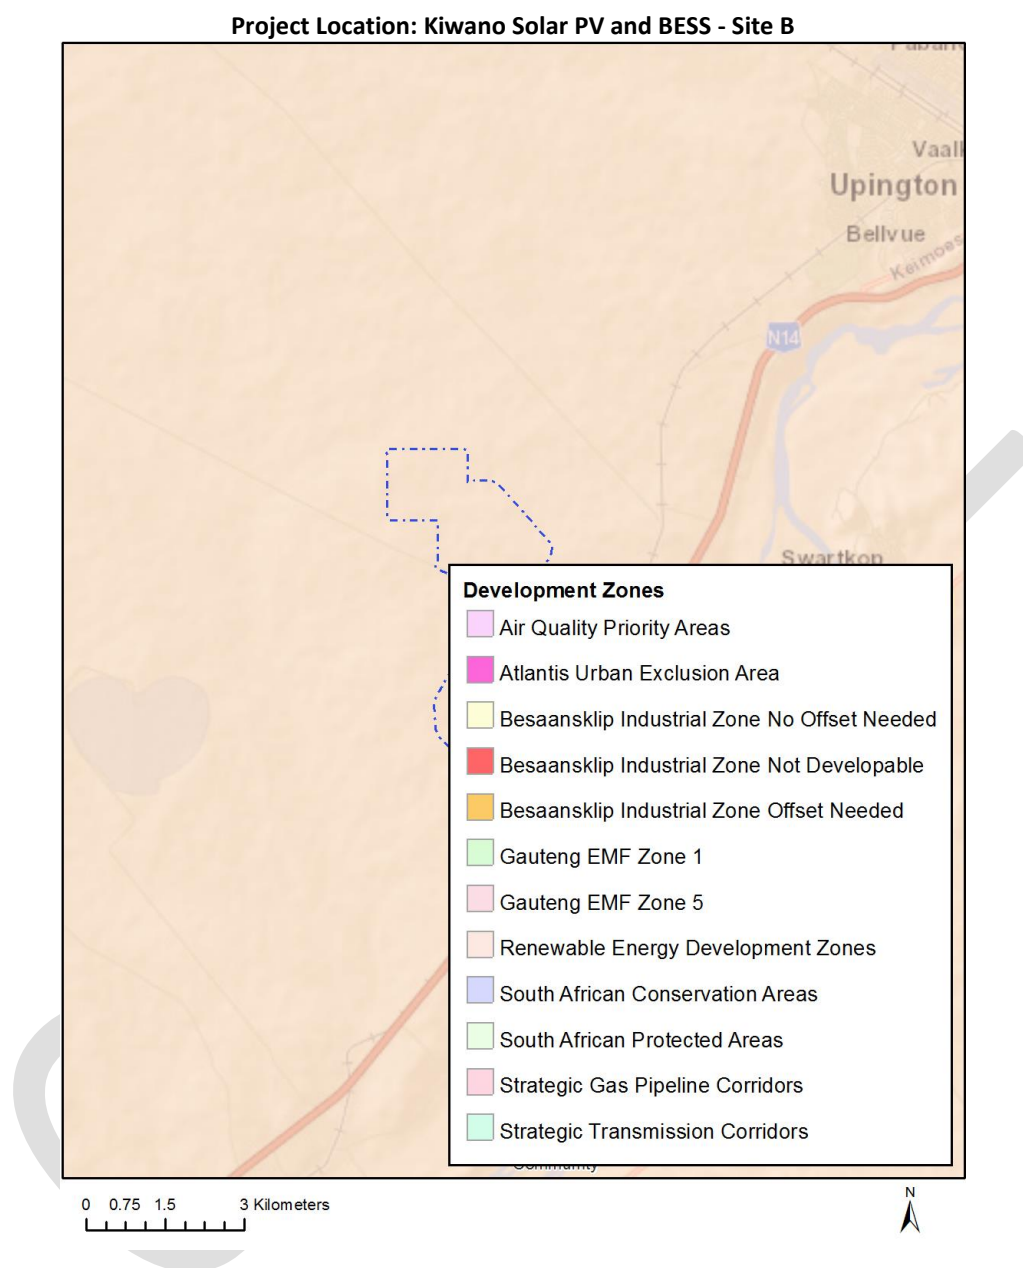 Project Location: Kiwano Solar PV and BESS - Site B
Vaal
Upington
Bellvue
Keimoes
N14
Swartkop
Development Zones
Air Quality Priority Areas
Atlantis Urban Exclusion Area
Besaansklip Industrial Zone No Offset Needed
Besaansklip Industrial Zone Not Developable
Besaansklip Industrial Zone Offset Needed
Gauteng EMF Zone 1
Gauteng EMF Zone 5
Renewable Energy Development Zones
South African Conservation Areas
South African Protected Areas
Strategic Gas Pipeline Corridors
Strategic Transmission Corridors
Community
0 0.75 1.5 3 Kilometers
N